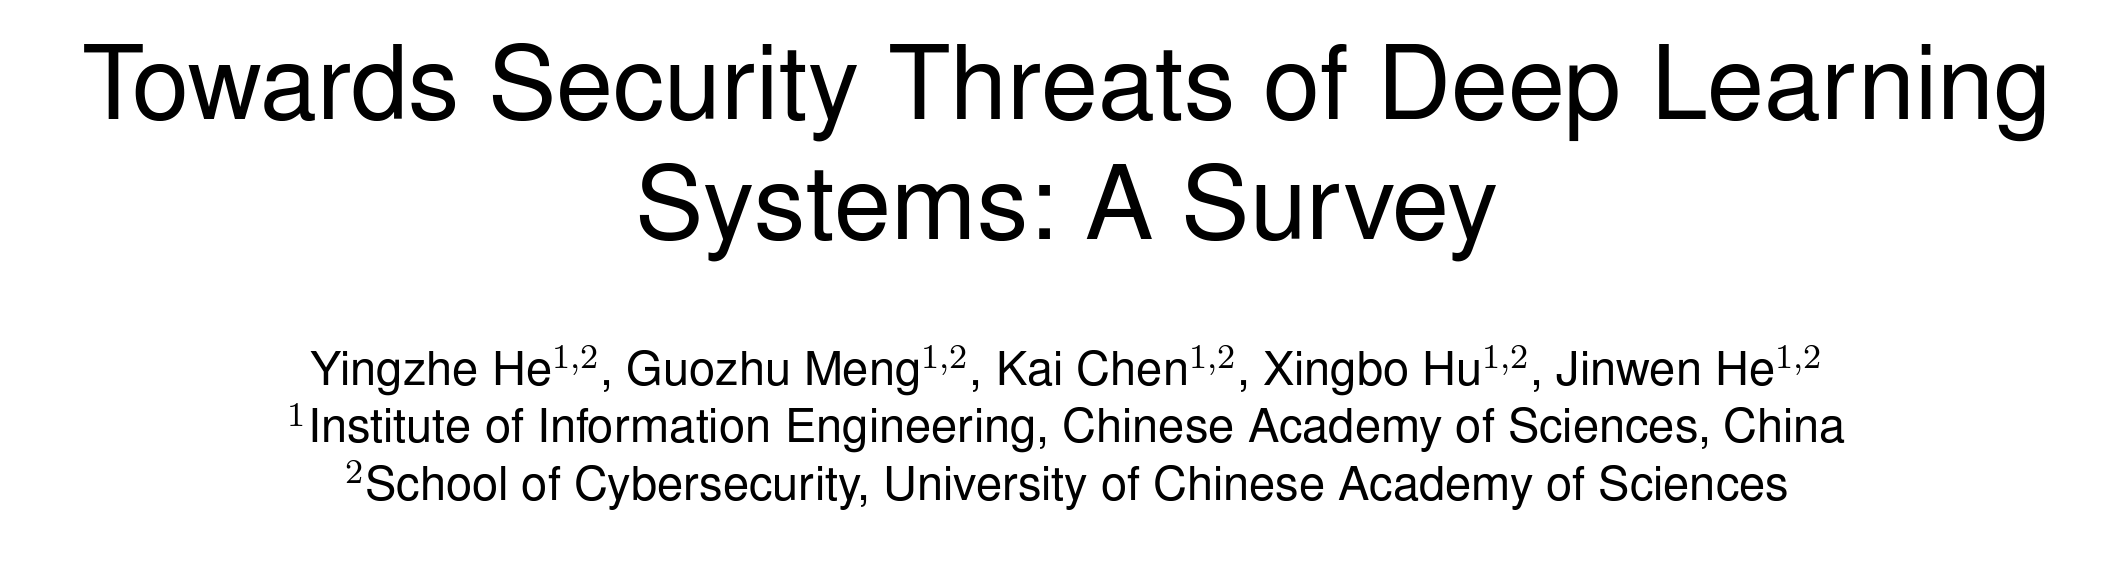 Towards Security Threats of Deep Learning
Systems: A Survey
Yingzhe He1,2, Guozhu Meng1,2, Kai Chen1,2, Xingbo Hu1,2, Jinwen He1,2
1Institute of Information Engineering, Chinese Academy of Sciences, China
2School of Cybersecurity, University of Chinese Academy of Sciences